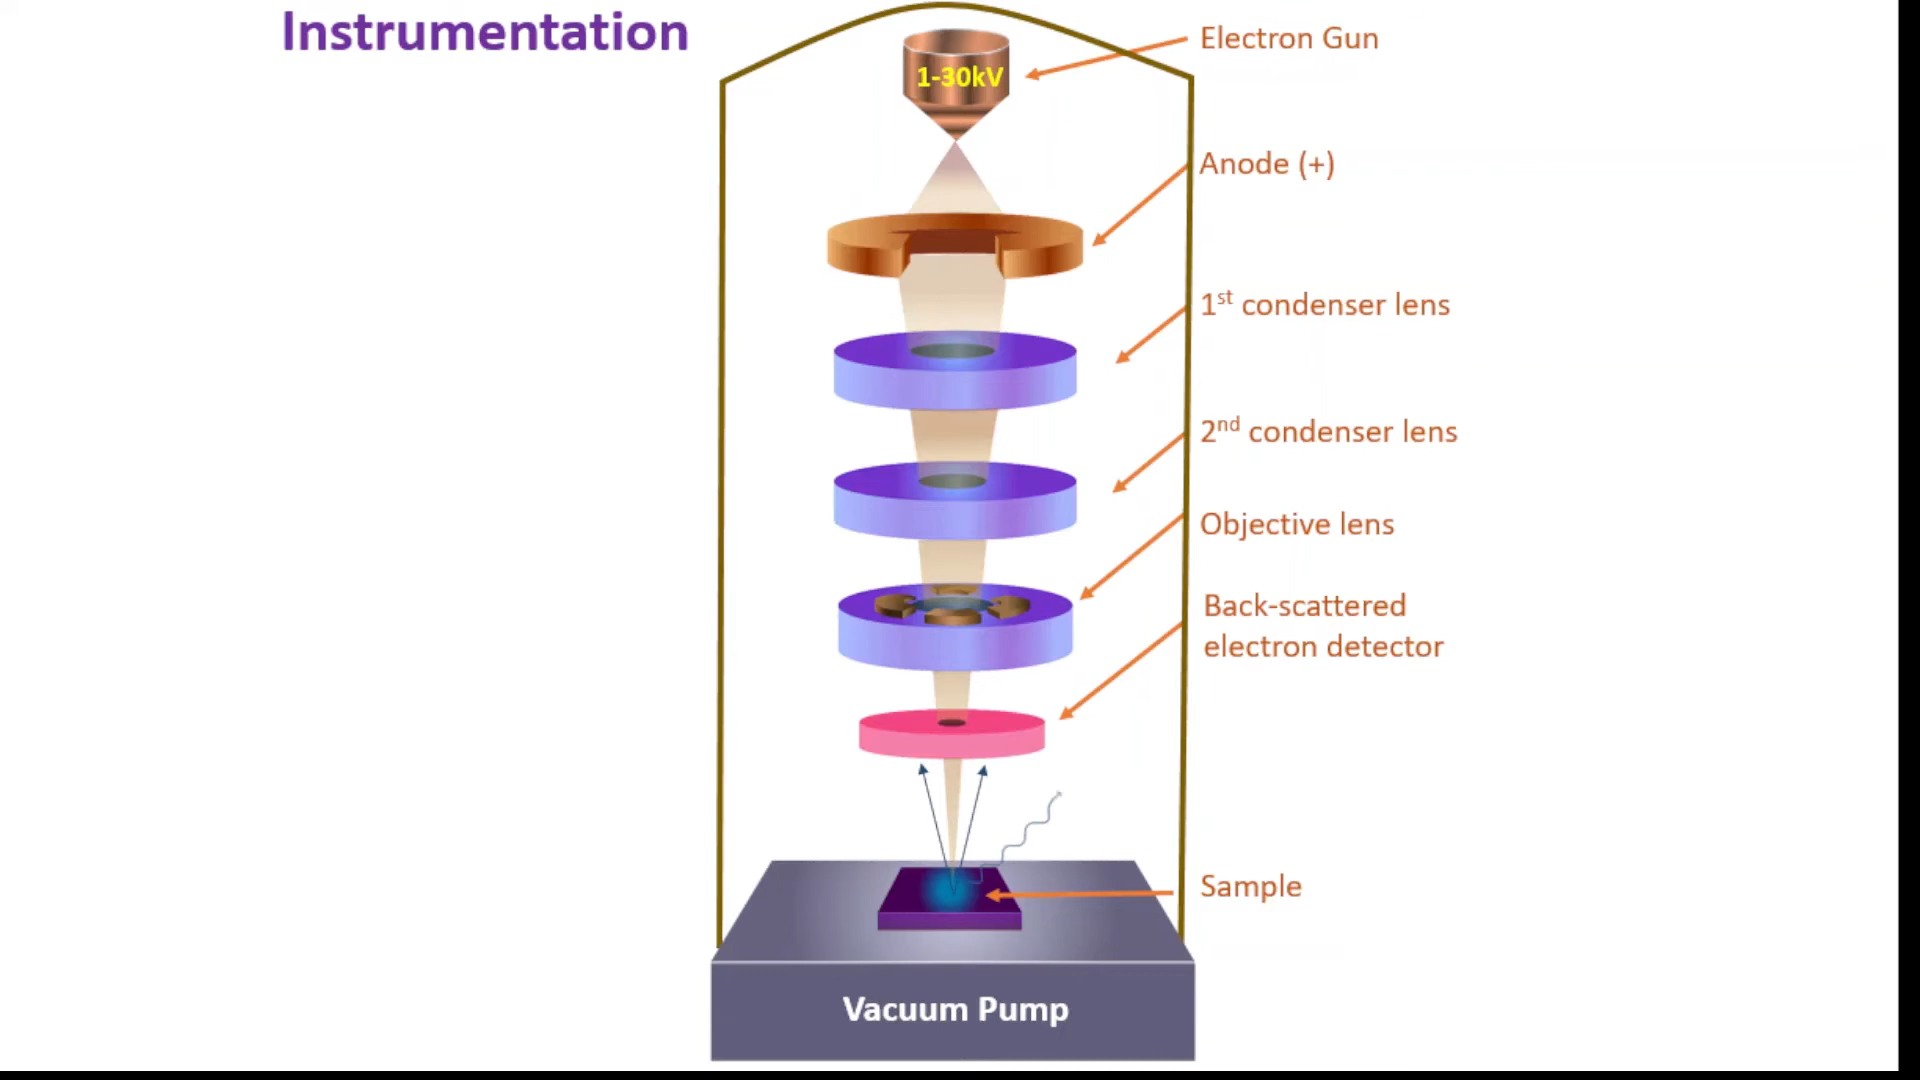 Instrumentation
Electron Gun
1-30kV
Anode (+)
1st condenser lens
2nd condenser lens
Objective lens
Back-scattered
electron detector
Sample
Vacuum Pump